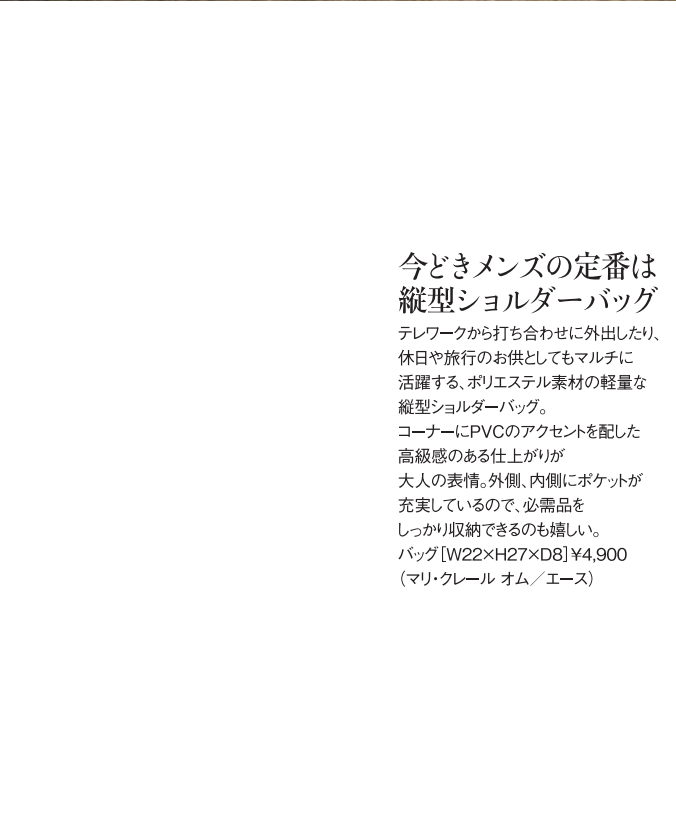 今どきメンズの定番は
縦型ショルダーバッグ
テレワークから打ち合わせに外出したり、
休日や旅行のお供としてもマルチに
活躍する、ポリエステル素材の軽量な
縦型ショルダーバッグ。
コーナーにPVCのアクセントを配した
高級感のある仕上がりが
大人の表情。外側、内側にポケットが
充実しているので、必需品を
しっかり収納できるのも嬉しい。
バッグ[W22×H27×D8]￥4,900
（マリ・クレール オム／エース）